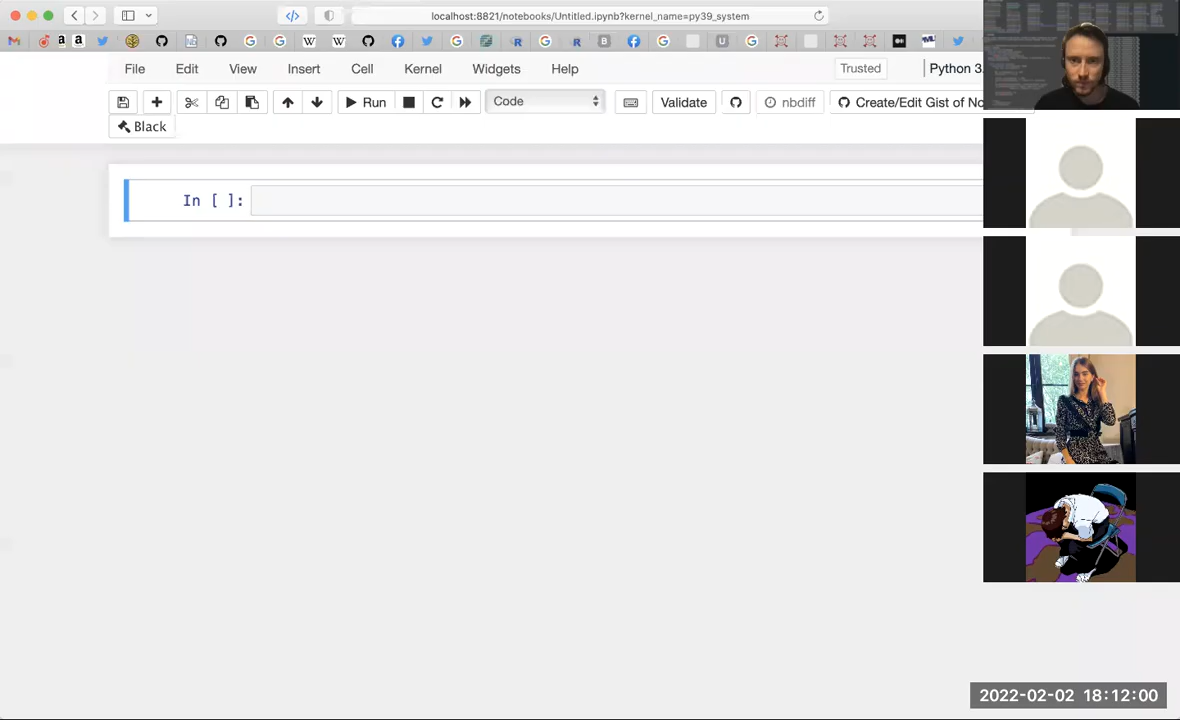 localhost:8821/notebooks/Untitled.ipynb?kernel_name=py39_system
File Edit View Insert Cell Kernel Widgets Help Trusted Python 3.
Run Code Validate nbdiff Create/Edit Gist of No
Black
In [ ]:
2022-02-02 18:12:00